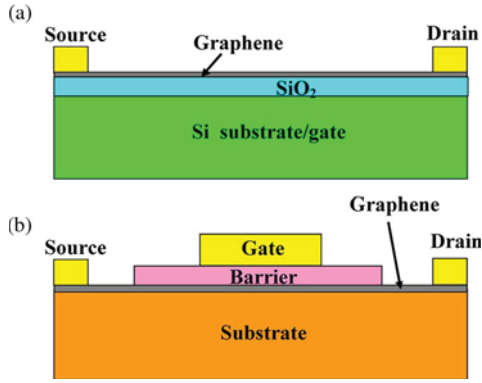 (a)
Source
Drain
Graphene
SiO₂
Si substrate/gate
(b)
Graphene
Source
Gate
Drain
Barrier
Substrate